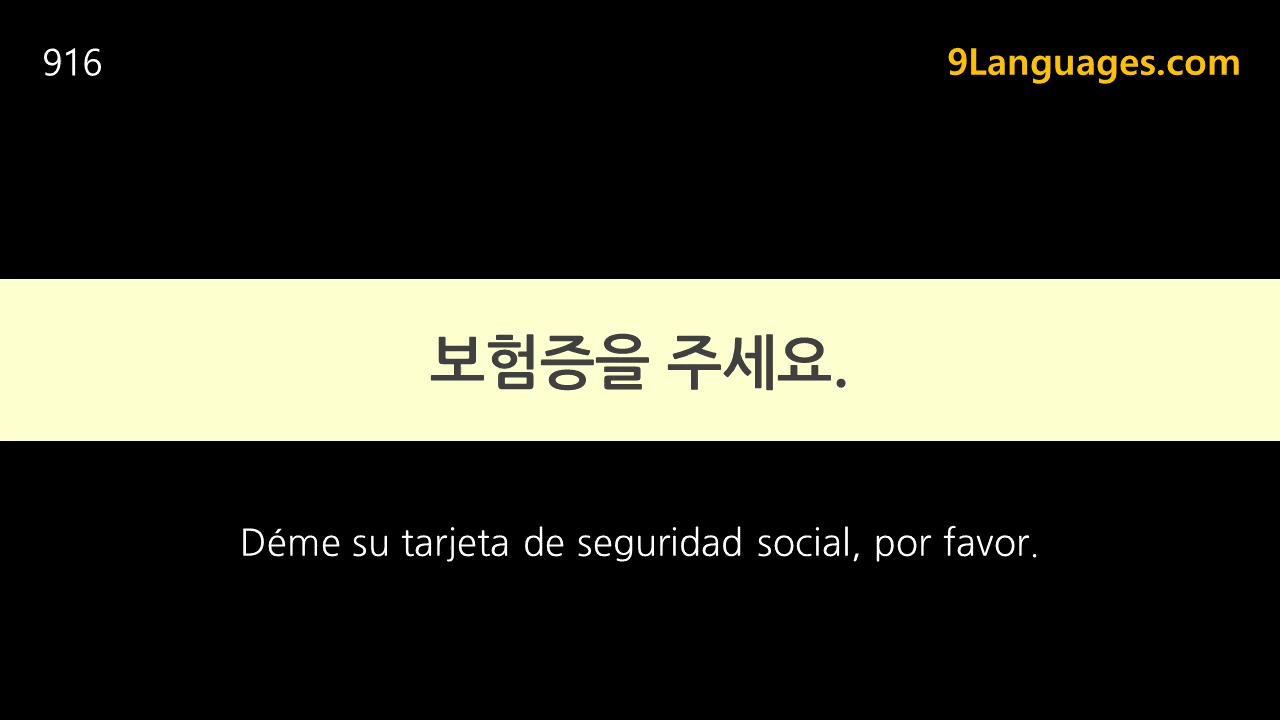 916
9Languages.com
보험증을 주세요.
Déme su tarjeta de seguridad social, por favor.